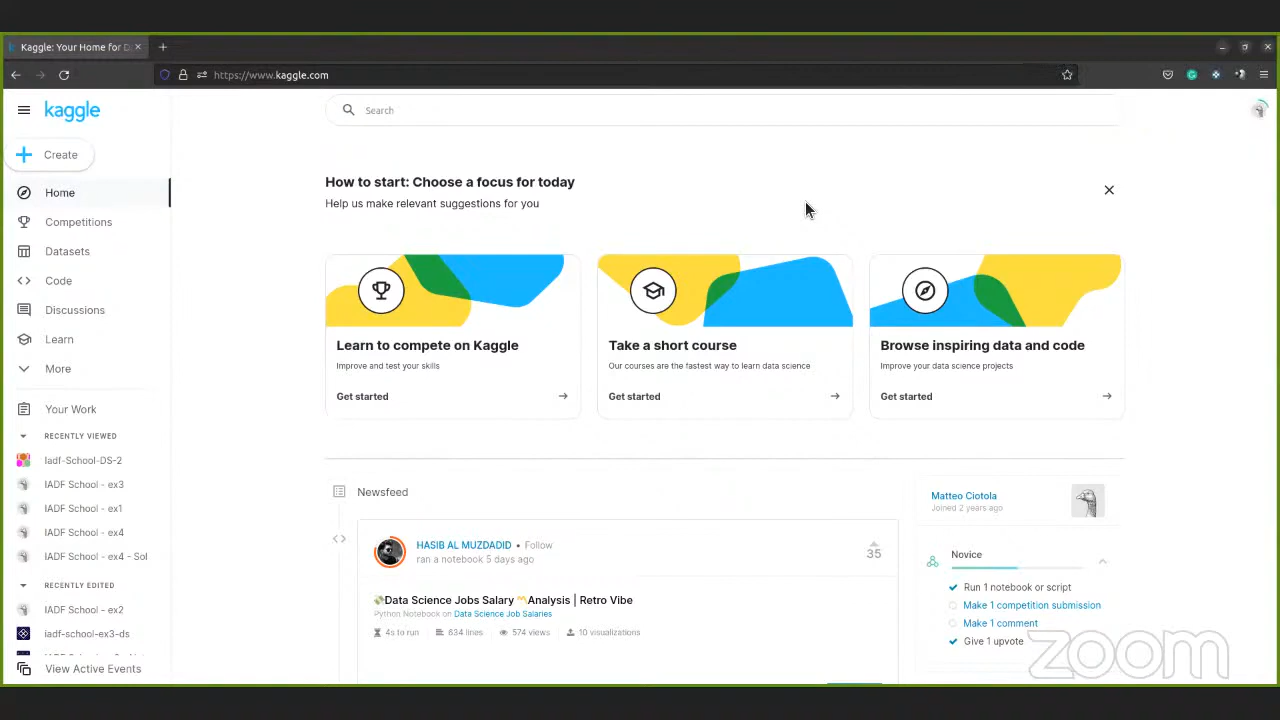 Kaggle: Your Home for D
https://www.kaggle.com
kaggle
Search
Create
Home
Competitions
Datasets
Code
Discussions
Learn
More
Your Work
RECENTLY VIEWED
Iadf-School-DS-2
IADF School - ex3
IADF School - ex1
IADF School - ex4
IADF School - ex4 - Sol
RECENTLY EDITED
IADF School - ex2
iadf-school-ex3-ds
View Active Events
How to start: Choose a focus for today
Help us make relevant suggestions for you
Learn to compete on Kaggle
Improve and test your skills
Get started
Take a short course
Our courses are the fastest way to learn data science
Get started
Browse inspiring data and code
Improve your data science projects
Get started
Newsfeed
HASIB AL MUZDADID • Follow
ran a notebook 5 days ago
35
Data Science Jobs Salary Analysis | Retro Vibe
Python Notebook on Data Science Job Salaries
4s to run 634 lines 574 views 10 visualizations
Matteo Ciotola
Joined 2 years ago
Novice
Run 1 notebook or script
Make 1 competition submission
Make 1 comment
Give 1 upvote
zoom